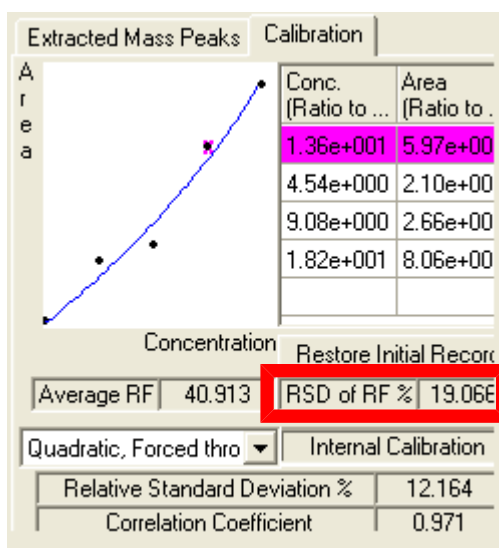 Extracted Mass Peaks Calibration
Area
Conc. Area
(Ratio to ... (Ratio to .
1.36e+001 5.97e+00
4.54e+000 2.10e+00
9.08e+000 2.66e+00
1.82e+001 8.06e+00
Concentration
Restore Initial Record
Average RF 40.913 RSD of RF % 19.066
Quadratic, Forced thro Internal Calibration
Relative Standard Deviation % 12.164
Correlation Coefficient 0.971